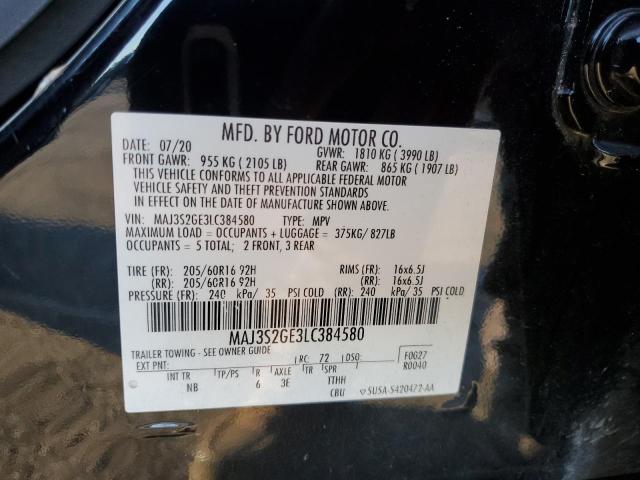 MFD. BY FORD MOTOR CO.
DATE: 07/20 GVWR: 1810 KG ( 3990 LB)
FRONT GAWR: 955 KG ( 2105 LB) REAR GAWR: 865 KG ( 1907 LB)
THIS VEHICLE CONFORMS TO ALL APPLICABLE FEDERAL MOTOR
VEHICLE SAFETY AND THEFT PREVENTION STANDARDS
IN EFFECT ON THE DATE OF MANUFACTURE SHOWN ABOVE.
VIN: MAJ3S2GE3LC384580 TYPE: MPV
MAXIMUM LOAD = OCCUPANTS + LUGGAGE = 375KG/ 827LB
OCCUPANTS = 5 TOTAL; 2 FRONT, 3 REAR
TIRE (FR): 205/60R16 92H RIMS (FR): 16x6.5J
(RR): 205/60R16 92H (RR): 16x6.5J
PRESSURE (FR): 240 kPa/ 35 PSI COLD (RR): 240 kPa/ 35 PSI COLD
MAJ3S2GE3LC384580
TRAILER TOWING - SEE OWNER GUIDE
EXT PNT: RC: 72 DSO: F0027
R0040
INT TR TP/PS R AXLE TR SPR TTHH
NB 6 3E CBU